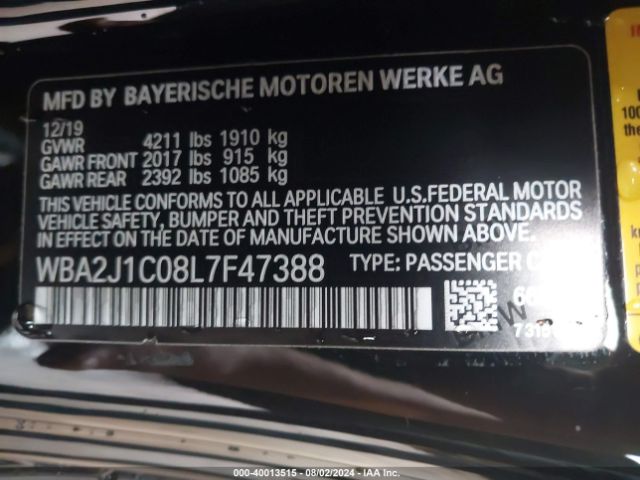 MFD BY BAYERISCHE MOTOREN WERKE AG
12/19
GVWR 4211 lbs 1910 kg
GAWR FRONT 2017 lbs 915 kg
GAWR REAR 2392 lbs 1085 kg
THIS VEHICLE CONFORMS TO ALL APPLICABLE U.S.FEDERAL MOTOR
VEHICLE SAFETY, BUMPER AND THEFT PREVENTION STANDARDS
IN EFFECT ON THE DATE OF MANUFACTURE SHOWN ABOVE.
WBA2J1C08L7F47388 TYPE: PASSENGER
100
the
000-40013515 - 08/02/2024 - IAA Inc.